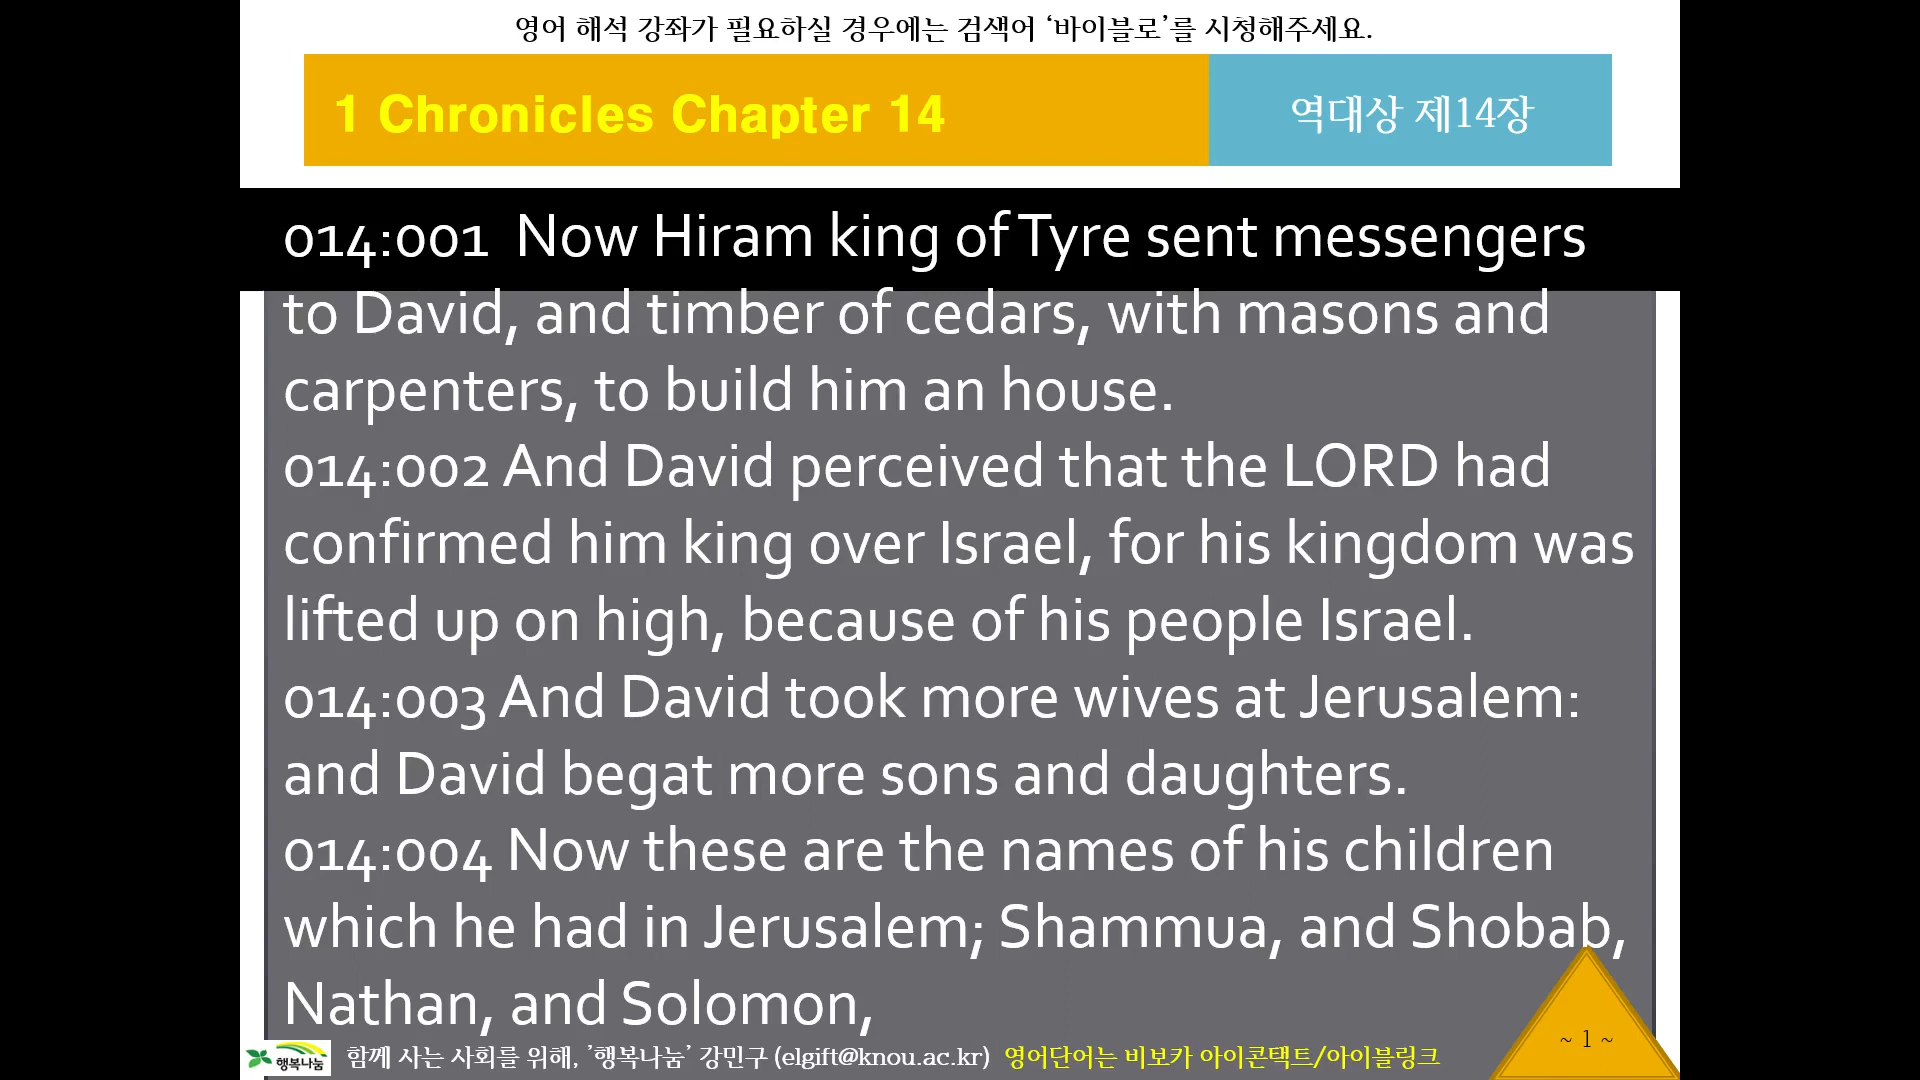 영어 해석 강좌가 필요하실 경우에는 검색어 ‘바이블로’를 시청해주세요.
1 Chronicles Chapter 14
역대상 제14장
014:001 Now Hiram king of Tyre sent messengers
to David, and timber of cedars, with masons and
carpenters, to build him an house.
014:002 And David perceived that the LORD had
confirmed him king over Israel, for his kingdom was
lifted up on high, because of his people Israel.
014:003 And David took more wives at Jerusalem:
and David begat more sons and daughters.
014:004 Now these are the names of his children
which he had in Jerusalem; Shammua, and Shobab,
Nathan, and Solomon,
~ 1 ~
행복나눔 함께 사는 사회를 위해, ’행복나눔’ 강민구 (elgift@knou.ac.kr) 영어단어는 비보카 아이콘택트/아이블링크